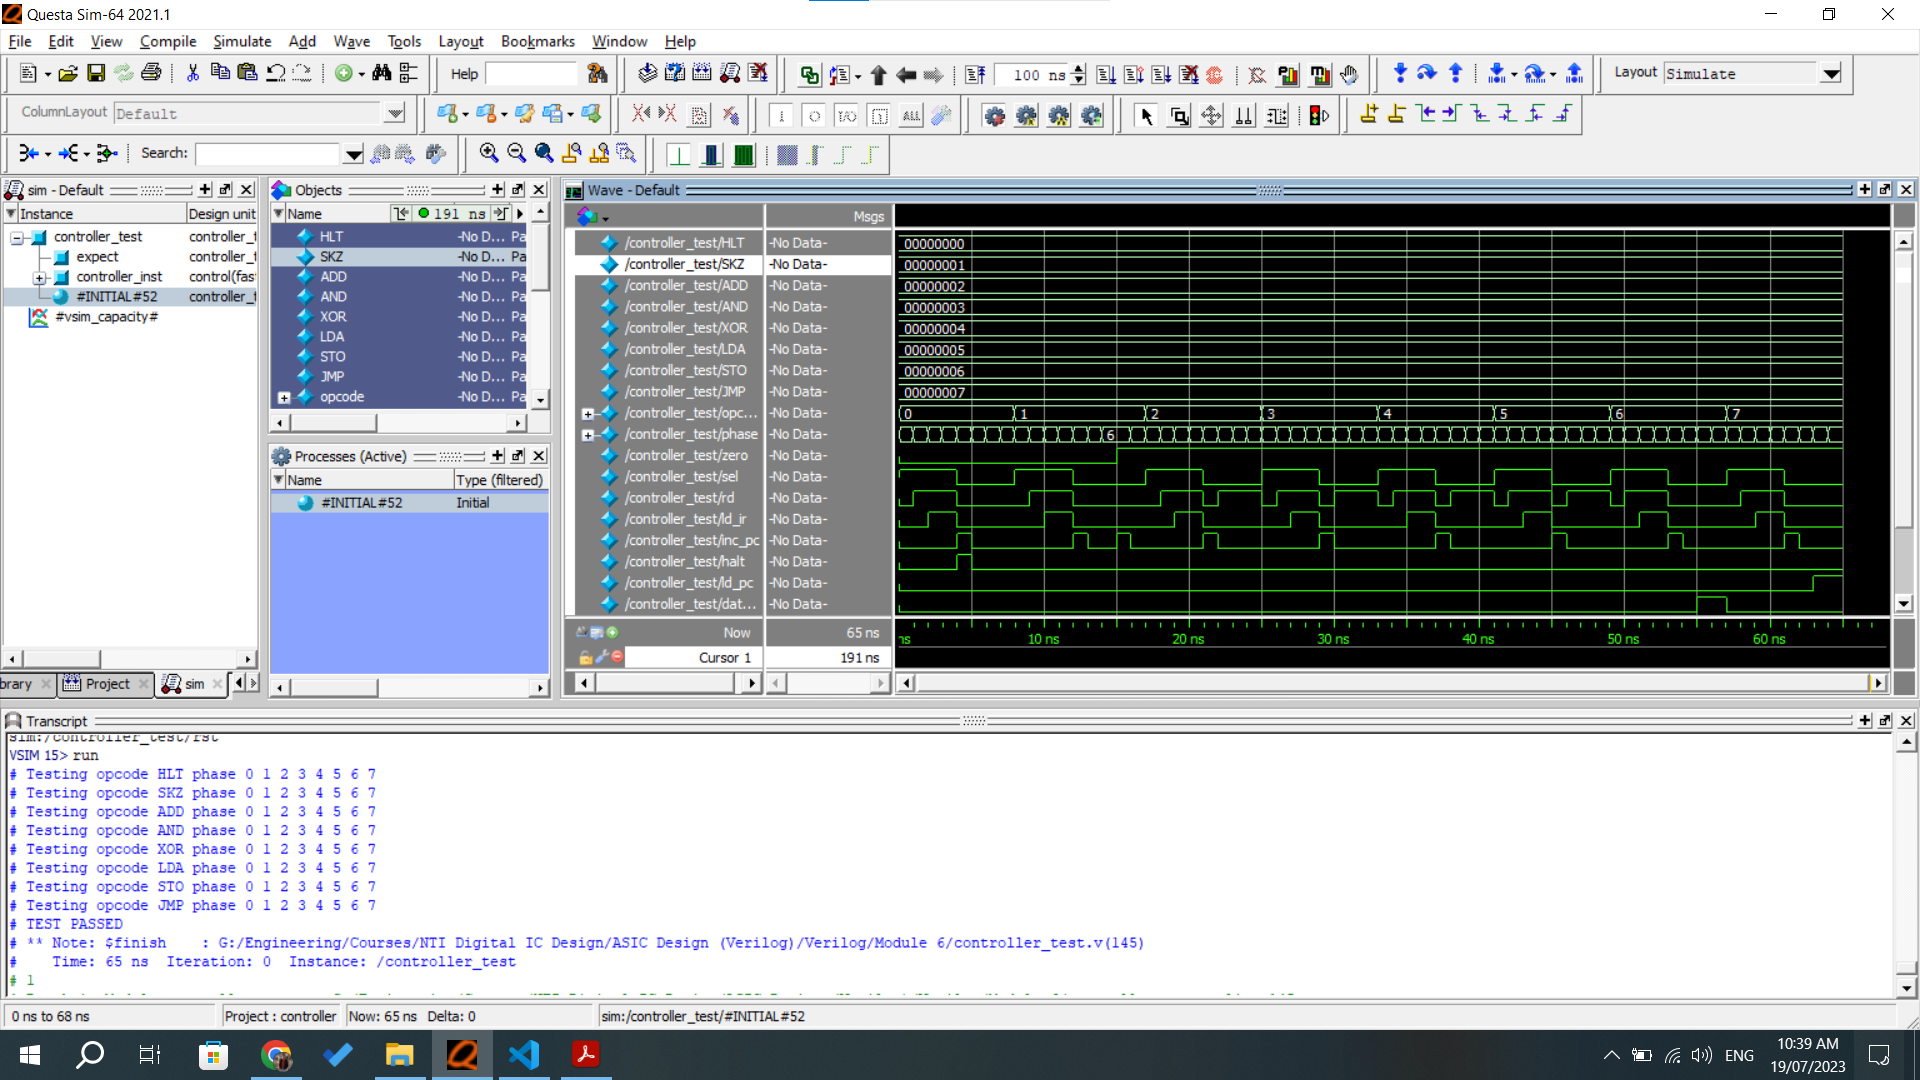 Questa Sim-64 2021.1
File Edit View Compile Simulate Add Wave Tools Layout Bookmarks Window Help
Help 100 ns Layout Simulate
ColumnLayout Default
Search:
sim - Default
Instance Design unit
controller_test controller_t
expect controller_t
controller_inst control(fas
#INITIAL#52 controller_t
#vsim_capacity#
brary Project sim
Objects
Name 191 ns
HLT -No D... Pa
SKZ -No D... Pa
ADD -No D... Pa
AND -No D... Pa
XOR -No D... Pa
LDA -No D... Pa
STO -No D... Pa
JMP -No D... Pa
opcode -No D... Pa
Processes (Active)
Name Type (filtered)
#INITIAL#52 Initial
Wave - Default
Msgs
/controller_test/HLT -No Data- 00000000
/controller_test/SKZ -No Data- 00000001
/controller_test/ADD -No Data- 00000002
/controller_test/AND -No Data- 00000003
/controller_test/XOR -No Data- 00000004
/controller_test/LDA -No Data- 00000005
/controller_test/STO -No Data- 00000006
/controller_test/JMP -No Data- 00000007
/controller_test/opc... -No Data- 0 1 2 3 4 5 6 7
/controller_test/phase -No Data- 6
/controller_test/zero -No Data-
/controller_test/sel -No Data-
/controller_test/rd -No Data-
/controller_test/ld_ir -No Data-
/controller_test/inc_pc -No Data-
/controller_test/halt -No Data-
/controller_test/ld_pc -No Data-
/controller_test/dat... -No Data-
Now 65 ns ns 10 ns 20 ns 30 ns 40 ns 50 ns 60 ns
Cursor 1 191 ns
Transcript
sim:/controller_test/rst
VSIM 15> run
# Testing opcode HLT phase 0 1 2 3 4 5 6 7
# Testing opcode SKZ phase 0 1 2 3 4 5 6 7
# Testing opcode ADD phase 0 1 2 3 4 5 6 7
# Testing opcode AND phase 0 1 2 3 4 5 6 7
# Testing opcode XOR phase 0 1 2 3 4 5 6 7
# Testing opcode LDA phase 0 1 2 3 4 5 6 7
# Testing opcode STO phase 0 1 2 3 4 5 6 7
# Testing opcode JMP phase 0 1 2 3 4 5 6 7
# TEST PASSED
# ** Note: $finish : G:/Engineering/Courses/NTI Digital IC Design/ASIC Design (Verilog)/Verilog/Module 6/controller_test.v(145)
# Time: 65 ns Iteration: 0 Instance: /controller_test
# 1
0 ns to 68 ns Project : controller Now: 65 ns Delta: 0 sim:/controller_test/#INITIAL#52
ENG 10:39 AM
19/07/2023